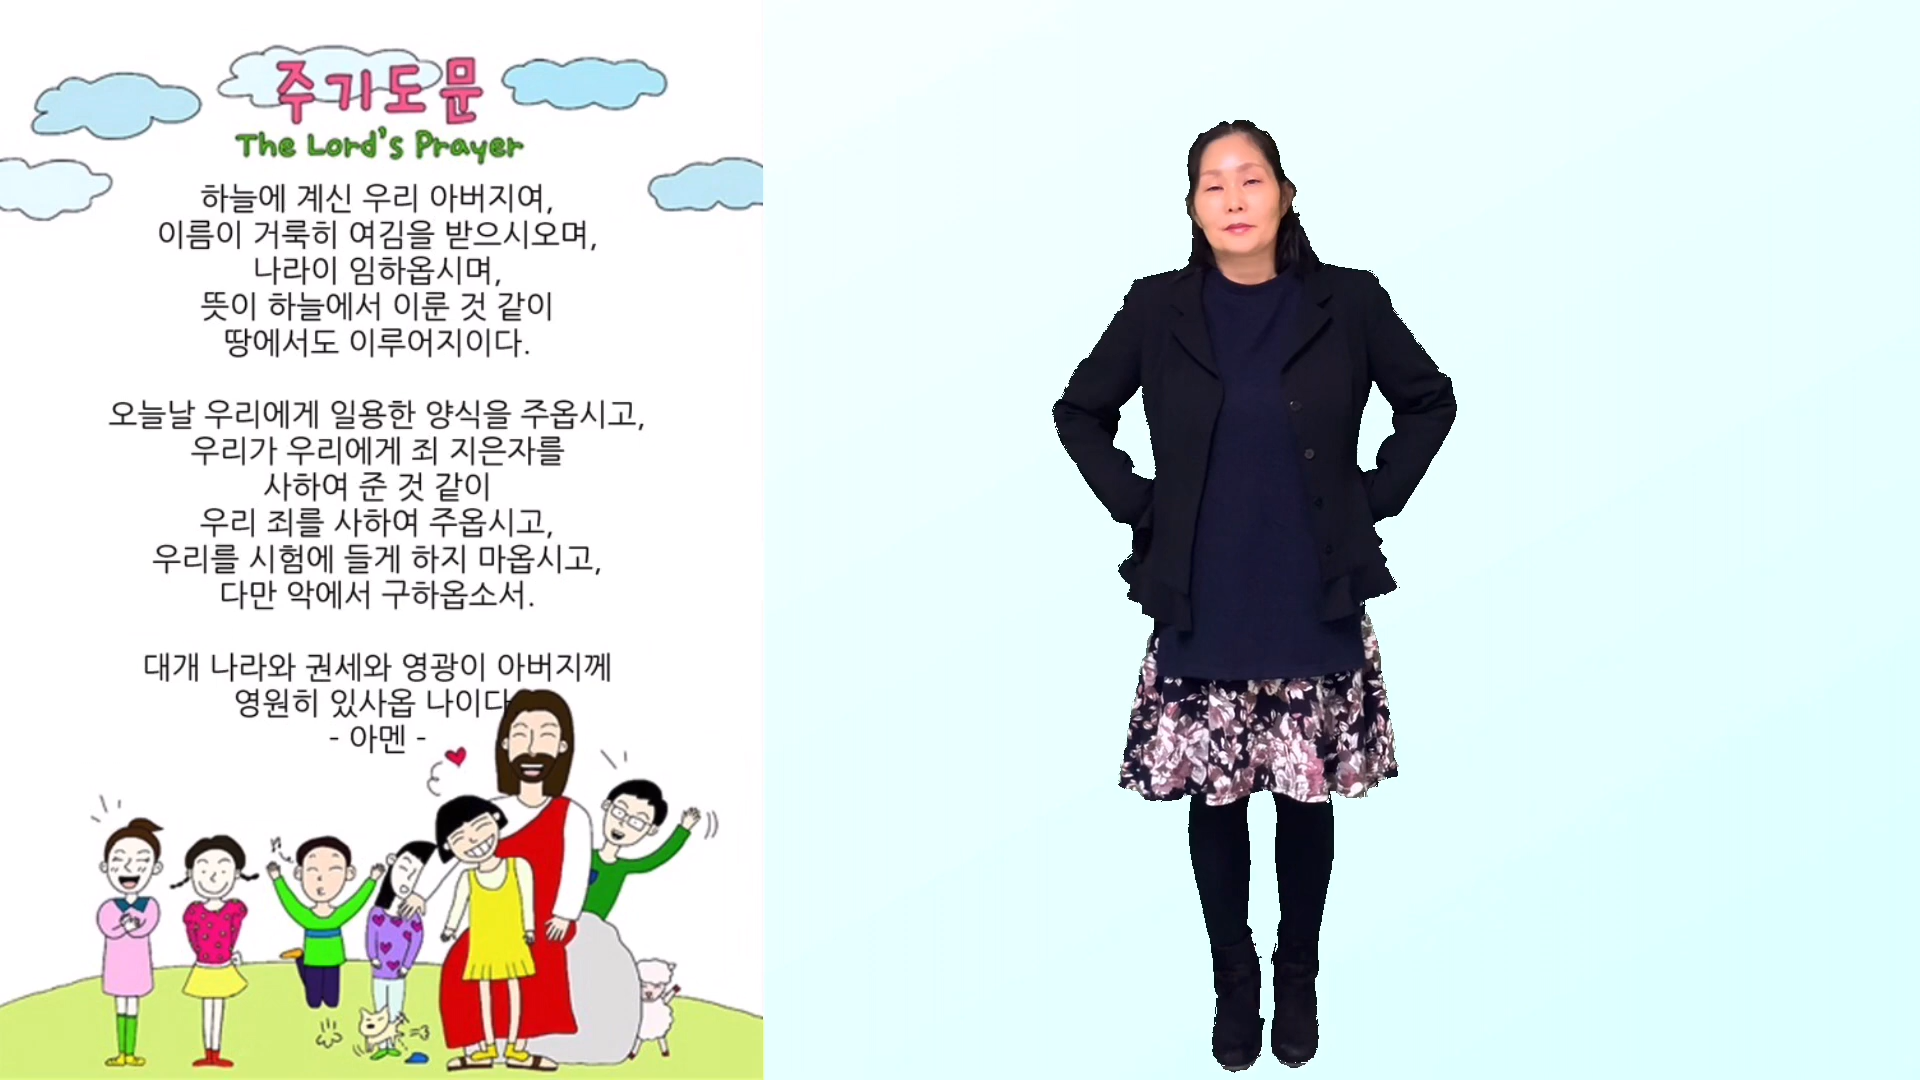 주기도문
The Lord's Prayer
하늘에 계신 우리 아버지여,
이름이 거룩히 여김을 받으시오며,
나라이 임하옵시며,
뜻이 하늘에서 이룬 것 같이
땅에서도 이루어지이다.
오늘날 우리에게 일용한 양식을 주옵시고,
우리가 우리에게 죄 지은자를
사하여 준 것 같이
우리 죄를 사하여 주옵시고,
우리를 시험에 들게 하지 마옵시고,
다만 악에서 구하옵소서.
대개 나라와 권세와 영광이 아버지께
영원히 있사옵 나이다
- 아멘 -